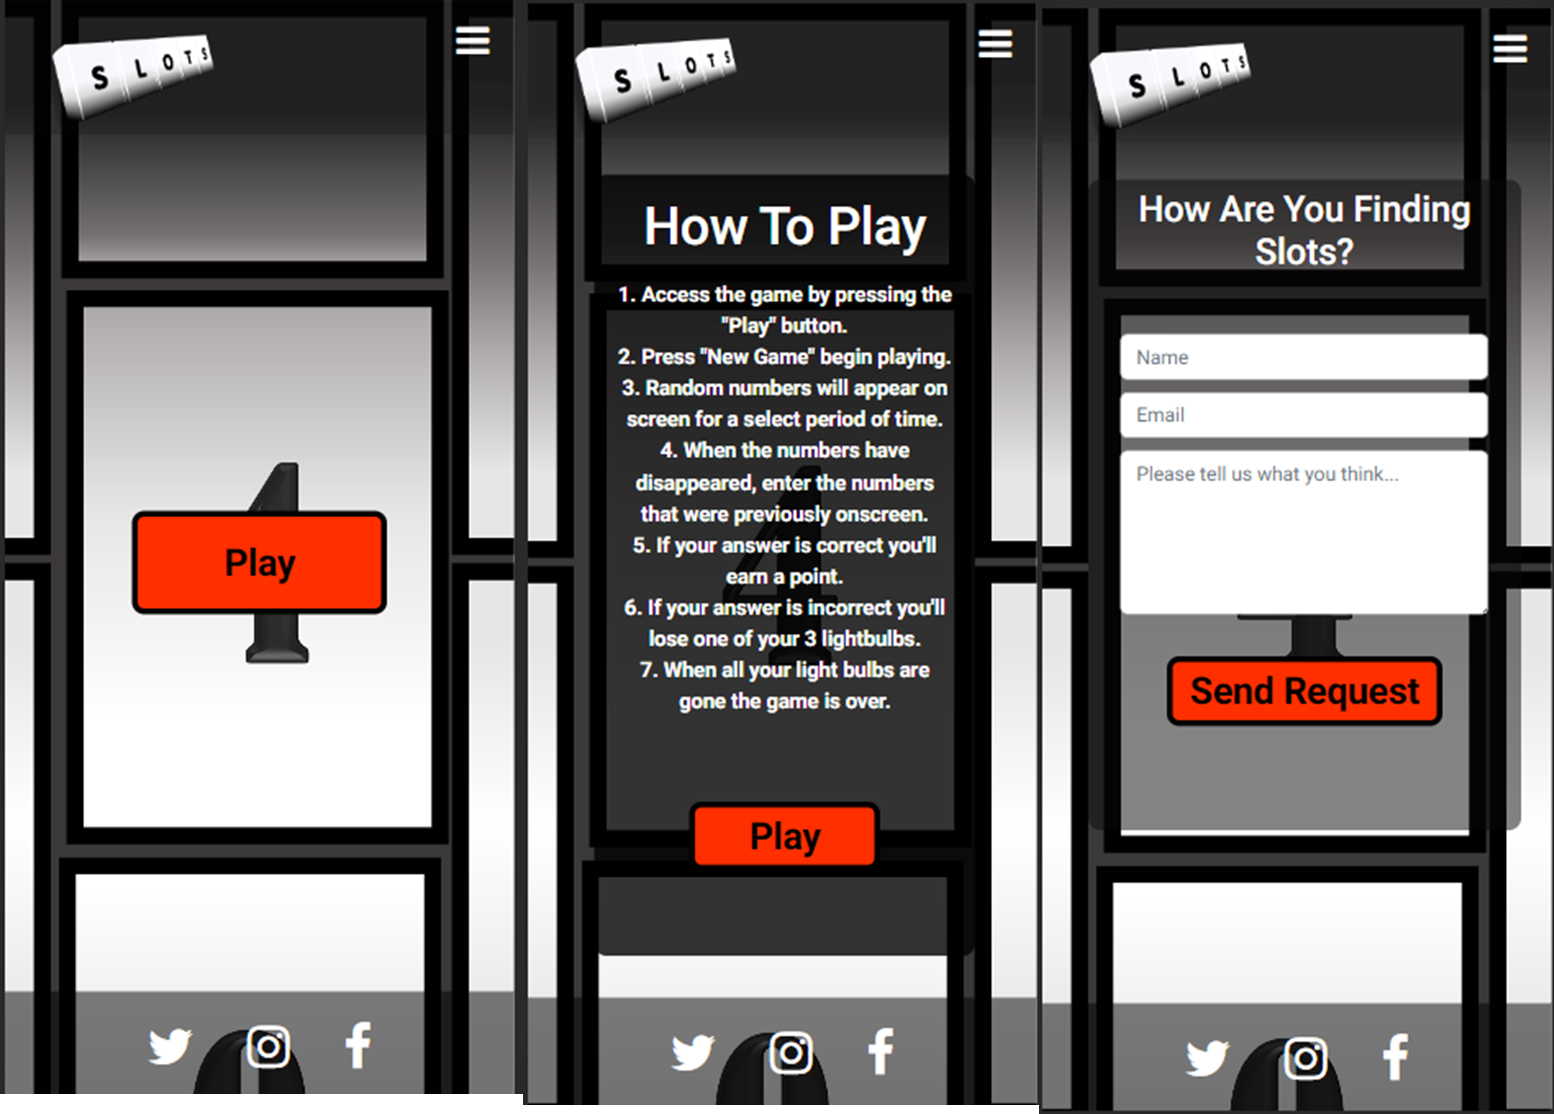 SLOTS
Play
SLOTS
How To Play
1. Access the game by pressing the
"Play" button.
2. Press "New Game" begin playing.
3. Random numbers will appear on
screen for a select period of time.
4. When the numbers have
disappeared, enter the numbers
that were previously onscreen.
5. If your answer is correct you'll
earn a point.
6. If your answer is incorrect you'll
lose one of your 3 lightbulbs.
7. When all your light bulbs are
gone the game is over.
4
Play
SLOTS
How Are You Finding
Slots?
Name
Email
Please tell us what you think...
Send Request